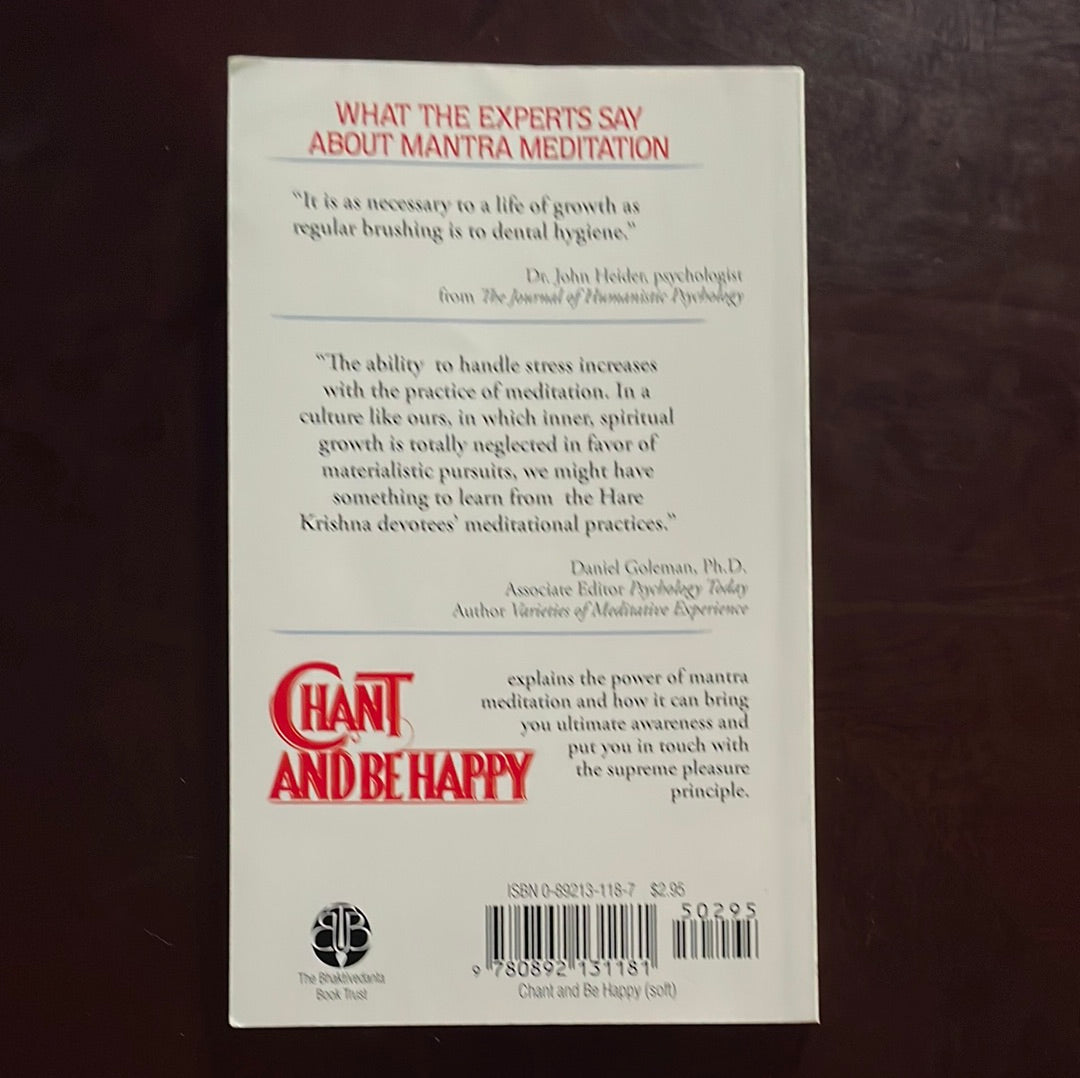 WHAT THE EXPERTS SAY
ABOUT MANTRA MEDITATION
“It is as necessary to a life of growth as
regular brushing is to dental hygiene.”
Dr. John Heider, psychologist
from The Journal of Humanistic Psychology
“The ability to handle stress increases
with the practice of meditation. In a
culture like ours, in which inner, spiritual
growth is totally neglected in favor of
materialistic pursuits, we might have
something to learn from the Hare
Krishna devotees’ meditational practices.”
Daniel Goleman, Ph.D.
Associate Editor Psychology Today
Author Varieties of Meditative Experience
CHANT
AND BE HAPPY
explains the power of mantra
meditation and how it can bring
you ultimate awareness and
put you in touch with
the supreme pleasure
principle.
ISBN 0-89213-118-7 $2.95
50295
9 780892 131181
Chant and Be Happy (soft)
BBT
The Bhaktivedanta
Book Trust